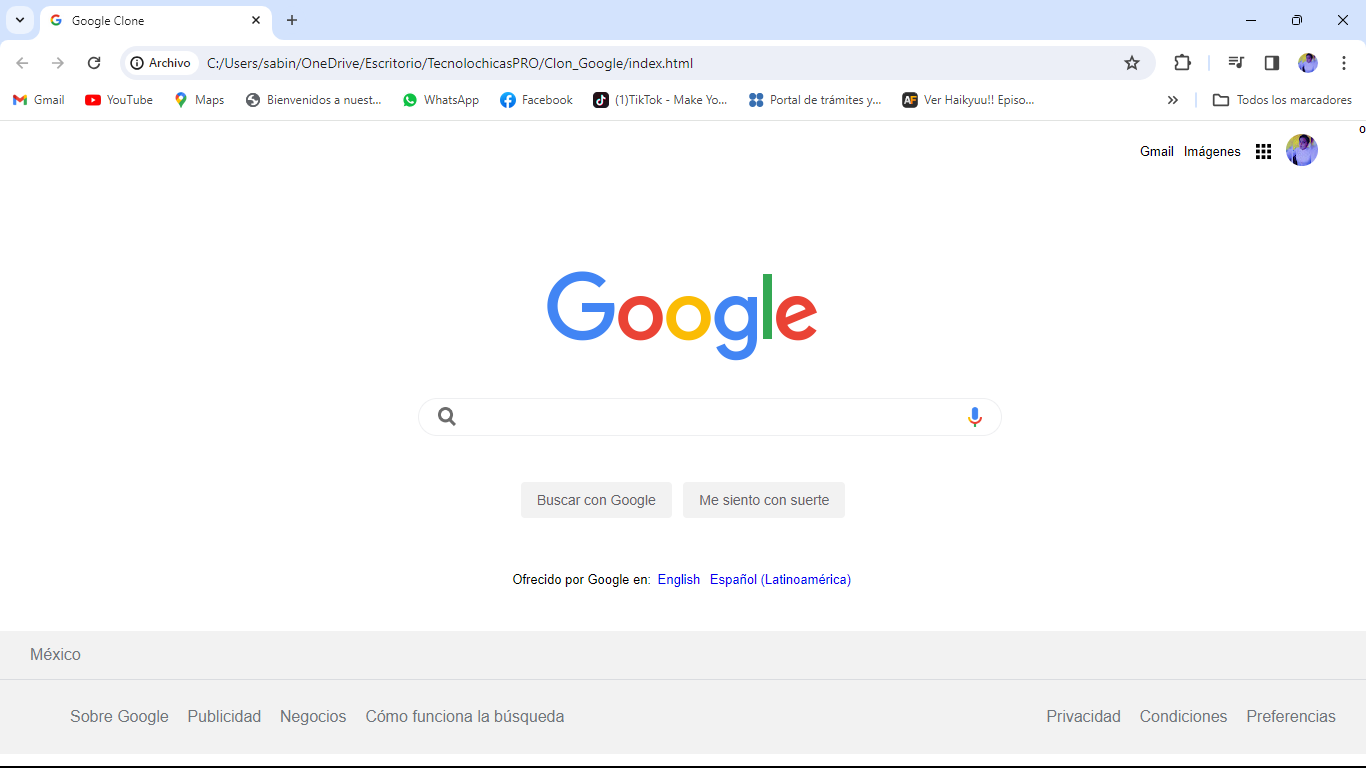 Google Clone
Archivo C:/Users/sabin/OneDrive/Escritorio/TecnolochicasPRO/Clon_Google/index.html
Gmail YouTube Maps Bienvenidos a nuest... WhatsApp Facebook (1)TikTok - Make Yo... Portal de trámites y... AF Ver Haikyuu!! Episo... » Todos los marcadores
o
Gmail Imágenes
Google
Buscar con Google Me siento con suerte
Ofrecido por Google en: English Español (Latinoamérica)
México
Sobre Google Publicidad Negocios Cómo funciona la búsqueda Privacidad Condiciones Preferencias